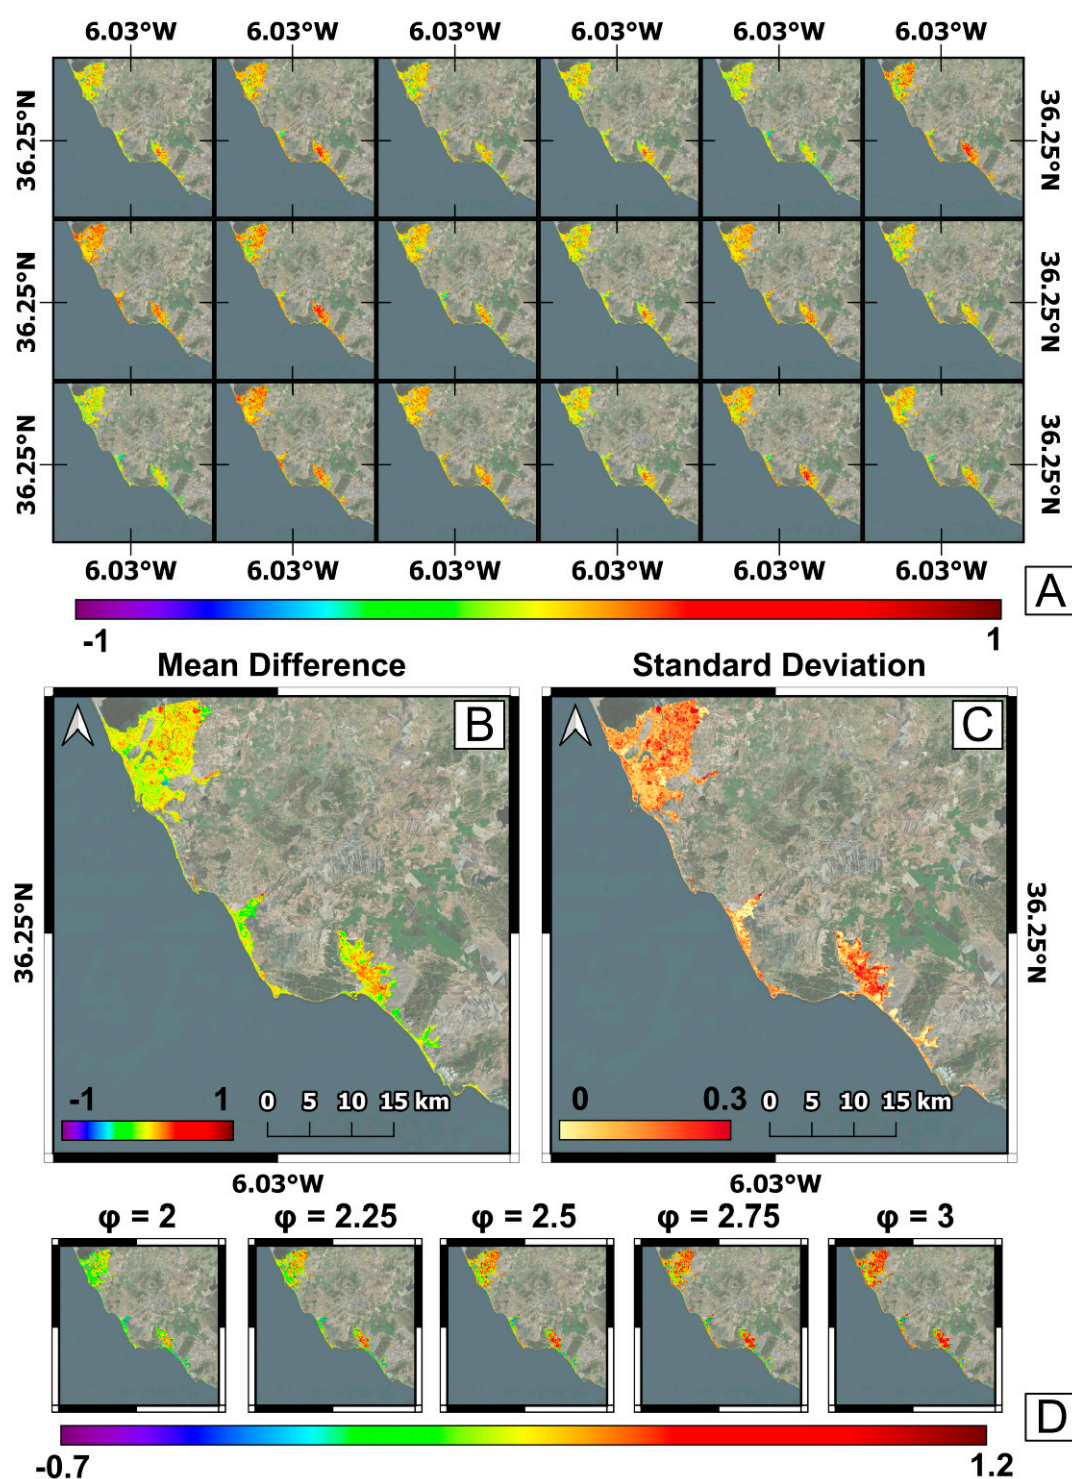 6.03°W 6.03°W 6.03°W 6.03°W 6.03°W 6.03°W
36.25°N 36.25°N
36.25°N 36.25°N
36.25°N 36.25°N
6.03°W 6.03°W 6.03°W 6.03°W 6.03°W 6.03°W
A
-1 1
Mean Difference Standard Deviation
B C
36.25°N 36.25°N
-1 1 0 5 10 15 km 0 0.3 0 5 10 15 km
6.03°W 6.03°W
φ = 2 φ = 2.25 φ = 2.5 φ = 2.75 φ = 3
D
-0.7 1.2